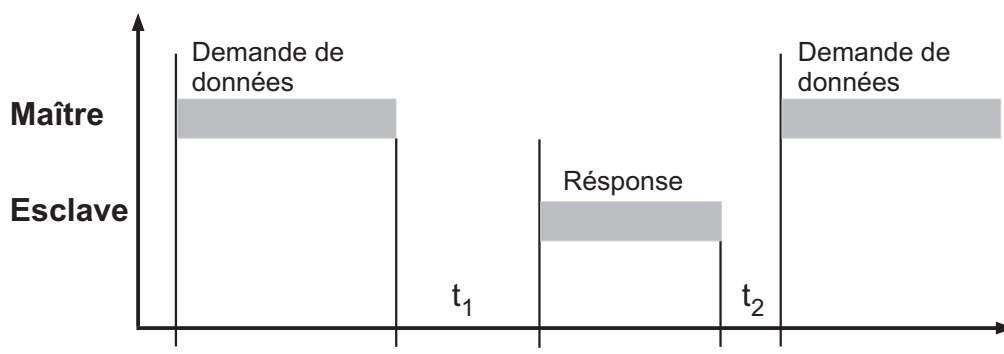 Demande de
données
Demande de
données
Maître
Résponse
Esclave
t1
t2